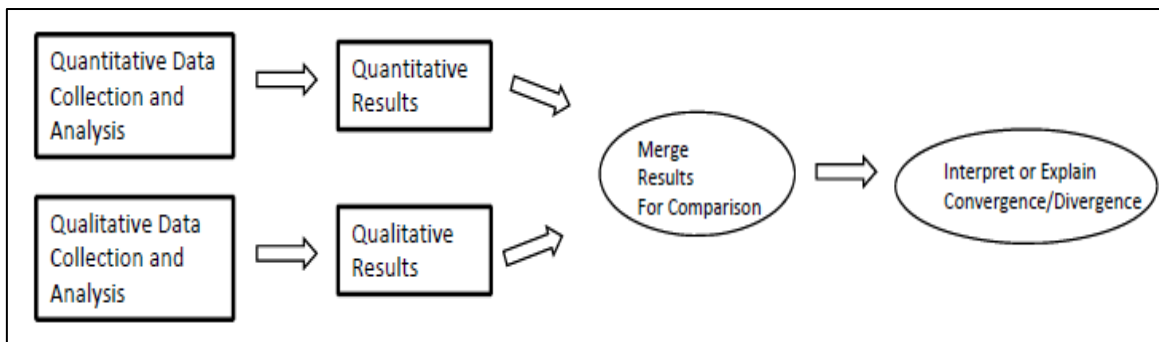 Quantitative Data
Collection and
Analysis
Quantitative
Results
Qualitative Data
Collection and
Analysis
Qualitative
Results
Merge
Results
For Comparison
Interpret or Explain
Convergence/Divergence